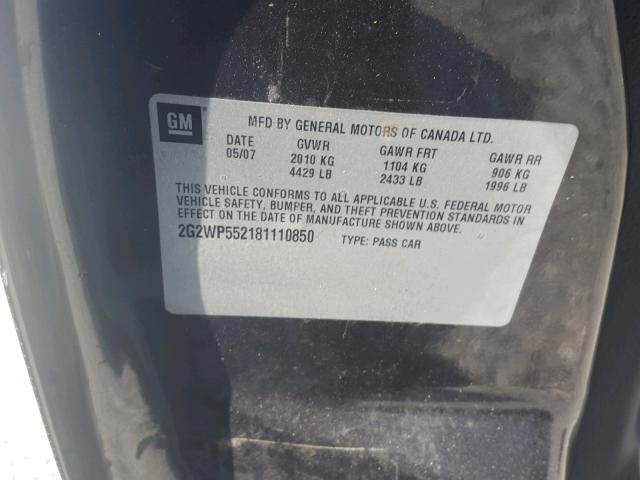 GM
MFD BY GENERAL MOTORS OF CANADA LTD.
DATE GVWR GAWR FRT GAWR RR
05/07 2010 KG 1104 KG 906 KG
4429 LB 2433 LB 1996 LB
THIS VEHICLE CONFORMS TO ALL APPLICABLE U.S. FEDERAL MOTOR
VEHICLE SAFETY, BUMPER, AND THEFT PREVENTION STANDARDS IN
EFFECT ON THE DATE OF MANUFACTURE SHOWN ABOVE.
2G2WP552181110850 TYPE: PASS CAR